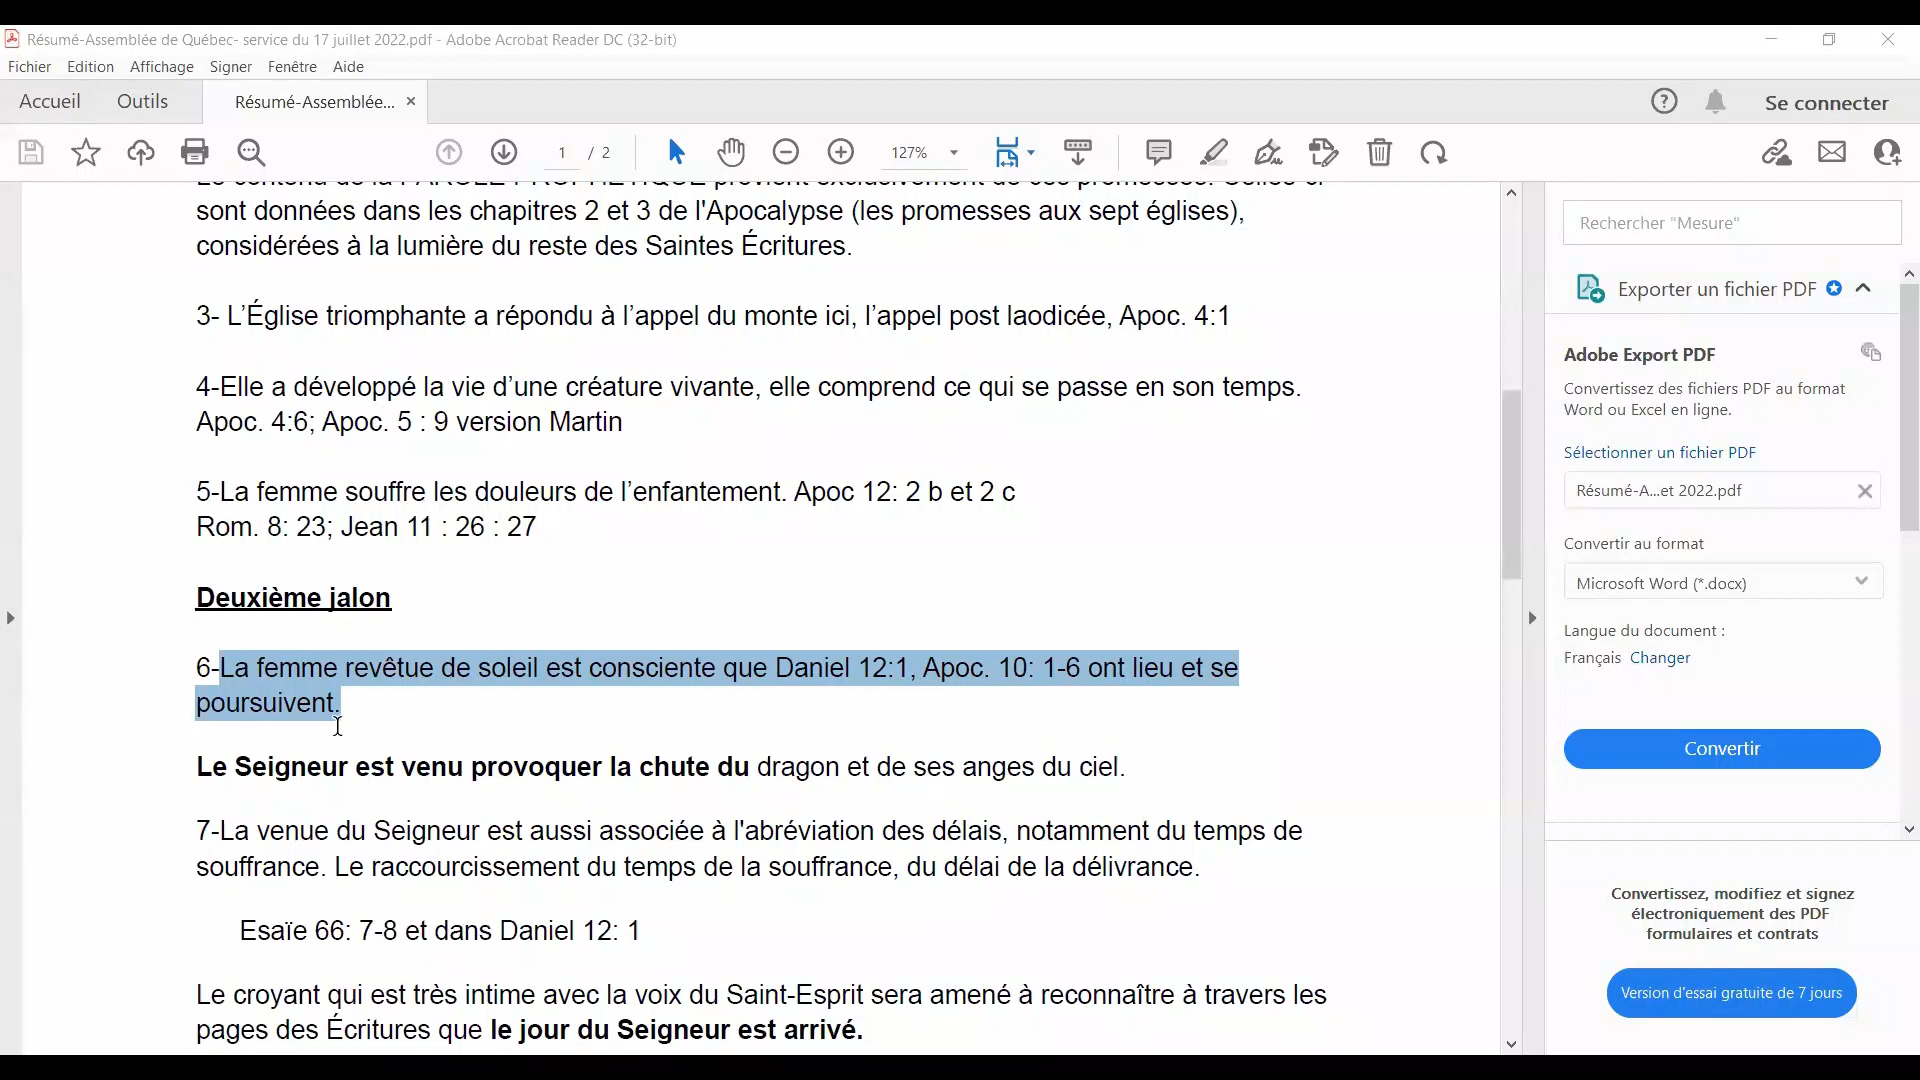 Résumé-Assemblée de Québec- service du 17 juillet 2022.pdf - Adobe Acrobat Reader DC (32-bit)
Fichier Edition Affichage Signer Fenêtre Aide
Accueil Outils Résumé-Assemblée... × Se connecter
1 / 2 127%
Le contenu de la PAROLE PROPHÉTIQUE provient exclusivement de ces promesses. Celles-ci
sont données dans les chapitres 2 et 3 de l'Apocalypse (les promesses aux sept églises),
considérées à la lumière du reste des Saintes Écritures.
3- L’Église triomphante a répondu à l’appel du monte ici, l’appel post laodicée, Apoc. 4:1
4-Elle a développé la vie d’une créature vivante, elle comprend ce qui se passe en son temps.
Apoc. 4:6; Apoc. 5 : 9 version Martin
5-La femme souffre les douleurs de l’enfantement. Apoc 12: 2 b et 2 c
Rom. 8: 23; Jean 11 : 26 : 27
Deuxième jalon
6-La femme revêtue de soleil est consciente que Daniel 12:1, Apoc. 10: 1-6 ont lieu et se
poursuivent.
Le Seigneur est venu provoquer la chute du dragon et de ses anges du ciel.
7-La venue du Seigneur est aussi associée à l'abréviation des délais, notamment du temps de
souffrance. Le raccourcissement du temps de la souffrance, du délai de la délivrance.
Esaïe 66: 7-8 et dans Daniel 12: 1
Le croyant qui est très intime avec la voix du Saint-Esprit sera amené à reconnaître à travers les
pages des Écritures que le jour du Seigneur est arrivé.
Rechercher "Mesure"
Exporter un fichier PDF
Adobe Export PDF
Convertissez des fichiers PDF au format
Word ou Excel en ligne.
Sélectionner un fichier PDF
Résumé-A...et 2022.pdf
Convertir au format
Microsoft Word (*.docx)
Langue du document :
Français Changer
Convertir
Convertissez, modifiez et signez
électroniquement des PDF
formulaires et contrats
Version d'essai gratuite de 7 jours